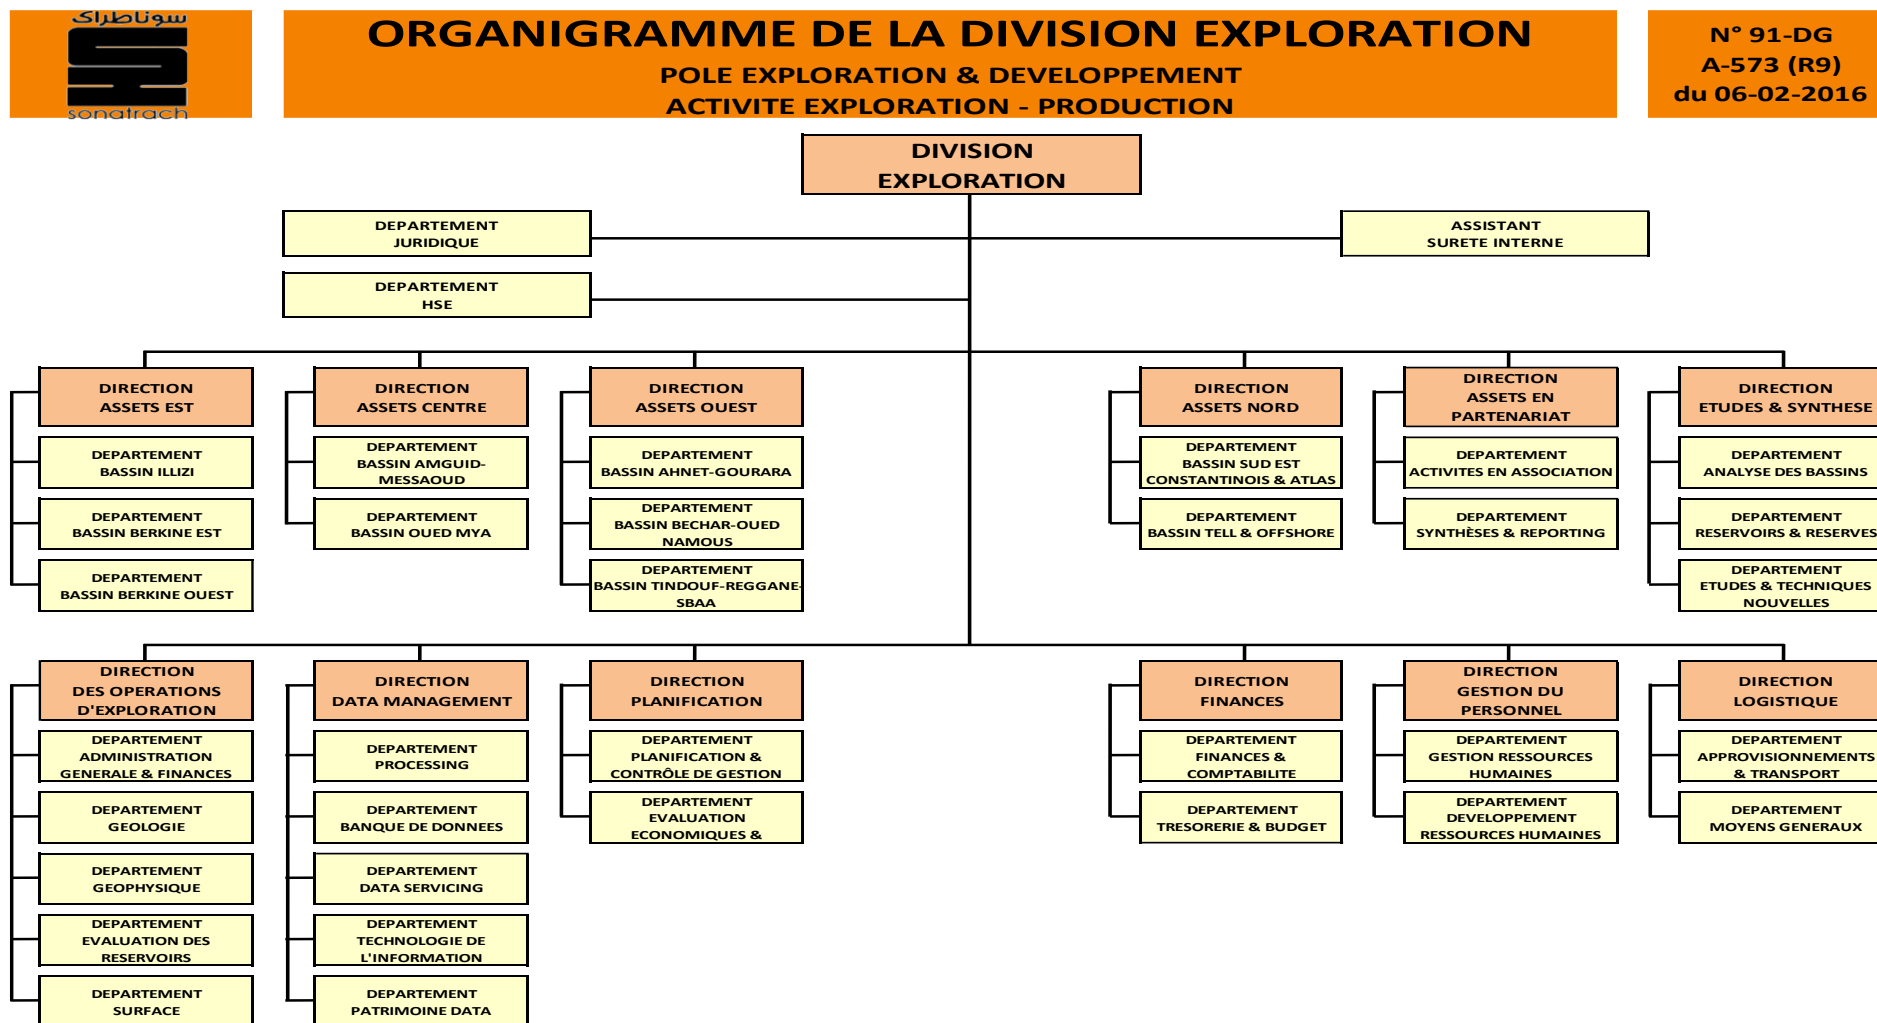 سوناطراك
sonatrach
ORGANIGRAMME DE LA DIVISION EXPLORATION
POLE EXPLORATION & DEVELOPPEMENT
ACTIVITE EXPLORATION - PRODUCTION
N° 91-DG
A-573 (R9)
du 06-02-2016
DIVISION
EXPLORATION
DEPARTEMENT
JURIDIQUE
ASSISTANT
SURETE INTERNE
DEPARTEMENT
HSE
DIRECTION
ASSETS EST
DEPARTEMENT
BASSIN ILLIZI
DEPARTEMENT
BASSIN BERKINE EST
DEPARTEMENT
BASSIN BERKINE OUEST
DIRECTION
ASSETS CENTRE
DEPARTEMENT
BASSIN AMGUID-
MESSAOUD
DEPARTEMENT
BASSIN OUED MYA
DIRECTION
ASSETS OUEST
DEPARTEMENT
BASSIN AHNET-GOURARA
DEPARTEMENT
BASSIN BECHAR-OUED
NAMOUS
DEPARTEMENT
BASSIN TINDOUF-REGGANE-
SBAA
DIRECTION
ASSETS NORD
DEPARTEMENT
BASSIN SUD EST
CONSTANTINOIS & ATLAS
DEPARTEMENT
BASSIN TELL & OFFSHORE
DIRECTION
ASSETS EN
PARTENARIAT
DEPARTEMENT
ACTIVITES EN ASSOCIATION
DEPARTEMENT
SYNTHÈSES & REPORTING
DIRECTION
ETUDES & SYNTHESE
DEPARTEMENT
ANALYSE DES BASSINS
DEPARTEMENT
RESERVOIRS & RESERVES
DEPARTEMENT
ETUDES & TECHNIQUES
NOUVELLES
DIRECTION
DES OPERATIONS
D'EXPLORATION
DEPARTEMENT
ADMINISTRATION
GENERALE & FINANCES
DEPARTEMENT
GEOLOGIE
DEPARTEMENT
GEOPHYSIQUE
DEPARTEMENT
EVALUATION DES
RESERVOIRS
DEPARTEMENT
SURFACE
DIRECTION
DATA MANAGEMENT
DEPARTEMENT
PROCESSING
DEPARTEMENT
BANQUE DE DONNEES
DEPARTEMENT
DATA SERVICING
DEPARTEMENT
TECHNOLOGIE DE
L'INFORMATION
DEPARTEMENT
PATRIMOINE DATA
DIRECTION
PLANIFICATION
DEPARTEMENT
PLANIFICATION &
CONTRÔLE DE GESTION
DEPARTEMENT
EVALUATION
ECONOMIQUES &
DIRECTION
FINANCES
DEPARTEMENT
FINANCES &
COMPTABILITE
DEPARTEMENT
TRESORERIE & BUDGET
DIRECTION
GESTION DU
PERSONNEL
DEPARTEMENT
GESTION RESSOURCES
HUMAINES
DEPARTEMENT
DEVELOPPEMENT
RESSOURCES HUMAINES
DIRECTION
LOGISTIQUE
DEPARTEMENT
APPROVISIONNEMENTS
& TRANSPORT
DEPARTEMENT
MOYENS GENERAUX